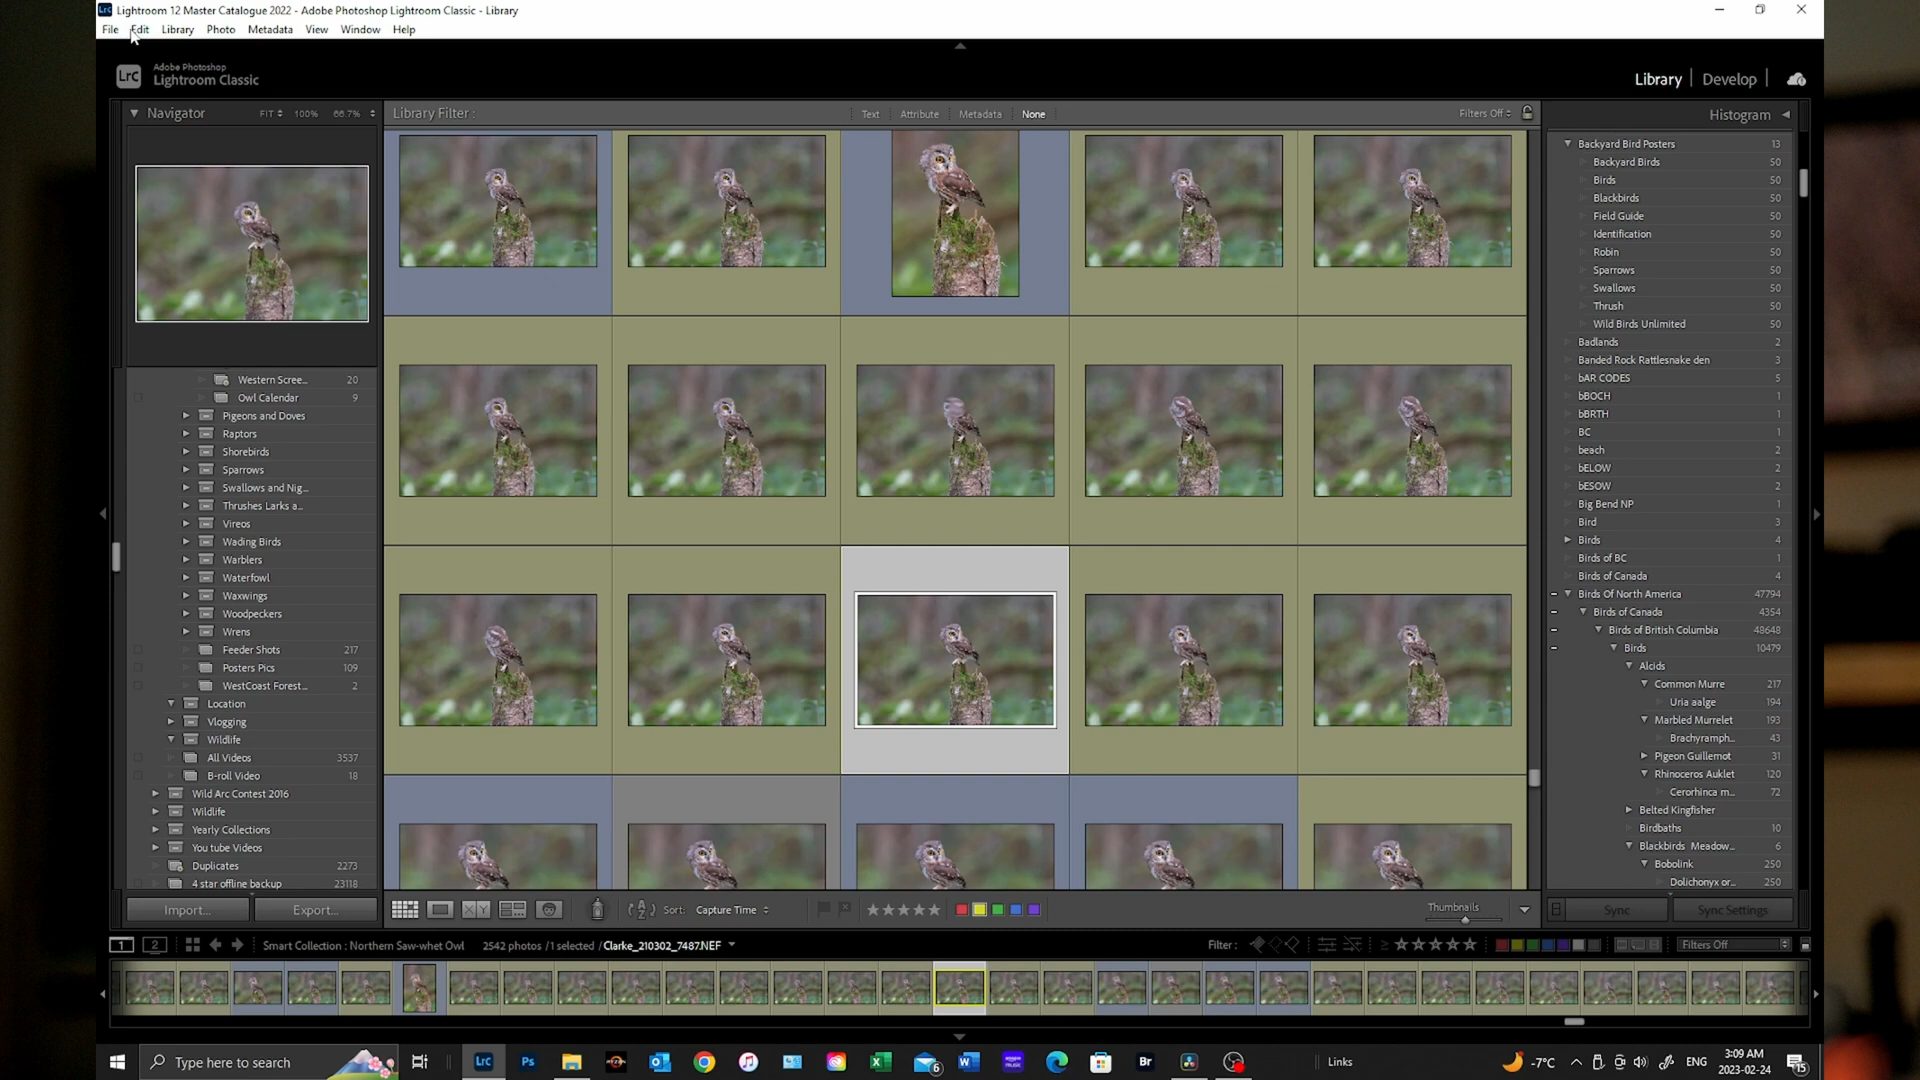 Lightroom 12 Master Catalogue 2022 - Adobe Photoshop Lightroom Classic - Library
File Edit Library Photo Metadata View Window Help
LrC
Adobe Photoshop
Lightroom Classic
Library Develop
Navigator FIT 100% 66.7%
Library Filter : Text Attribute Metadata None Filters Off
Histogram
Western Scree... 20
Owl Calendar 9
Pigeons and Doves
Raptors
Shorebirds
Sparrows
Swallows and Nig...
Thrushes Larks a...
Vireos
Wading Birds
Warblers
Waterfowl
Waxwings
Woodpeckers
Wrens
Feeder Shots 217
Posters Pics 109
WestCoast Forest... 2
Location
Vlogging
Wildlife
All Videos 3537
B-roll Video 18
Wild Arc Contest 2016
Wildlife
Yearly Collections
You tube Videos
Duplicates 2273
4 star offline backup 23118
Import... Export...
Backyard Bird Posters 13
Backyard Birds 50
Birds 50
Blackbirds 50
Field Guide 50
Identification 50
Robin 50
Sparrows 50
Swallows 50
Thrush 50
Wild Birds Unlimited 50
Badlands 2
Banded Rock Rattlesnake den 3
bAR CODES 5
bBOCH 1
bBRTH 1
BC 1
beach 2
bELOW 2
bESOW 2
Big Bend NP 1
Bird 3
Birds 4
Birds of BC 1
Birds of Canada 4
Birds Of North America 47794
Birds of Canada 4354
Birds of British Columbia 48648
Birds 10479
Alcids
Common Murre 217
Uria aalge 194
Marbled Murrelet 193
Brachyramph... 43
Pigeon Guillemot 31
Rhinoceros Auklet 120
Cerorhinca m... 72
Belted Kingfisher
Birdbaths 10
Blackbirds Meadow... 6
Bobolink 250
Dolichonyx or... 250
Sync Sync Settings
Sort: Capture Time
Thumbnails
1 2 Smart Collection : Northern Saw-whet Owl 2542 photos / 1 selected / Clarke_210302_7487.NEF
Filter : Filters Off
Type here to search
LrC Ps 6 Br Links
-7°C ENG 3:09 AM
2023-02-24 15